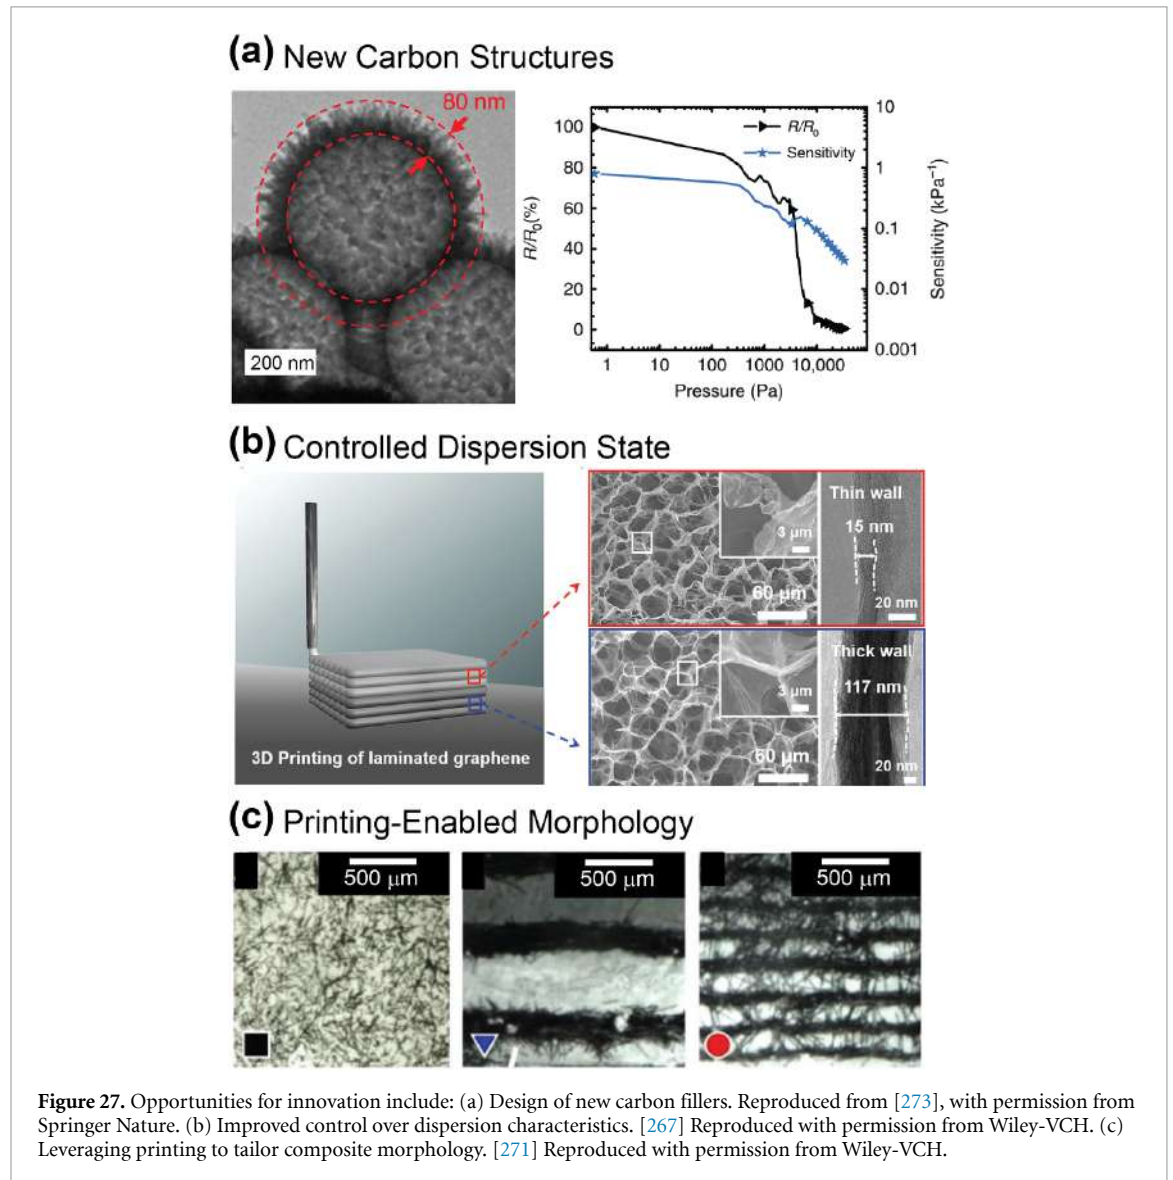 (a) New Carbon Structures
80 nm
200 nm
100
80
60
40
20
0
R/R0(%)
R/R0
Sensitivity
10
1
0.1
0.01
0.001
Sensitivity (kPa−1)
1 10 100 1000 10,000
Pressure (Pa)
(b) Controlled Dispersion State
3D Printing of laminated graphene
3 µm
60 µm
Thin wall
15 nm
20 nm
3 µm
60 µm
Thick wall
117 nm
20 nm
(c) Printing-Enabled Morphology
500 µm
500 µm
500 µm
Figure 27. Opportunities for innovation include: (a) Design of new carbon fillers. Reproduced from [273], with permission from
Springer Nature. (b) Improved control over dispersion characteristics. [267] Reproduced with permission from Wiley-VCH. (c)
Leveraging printing to tailor composite morphology. [271] Reproduced with permission from Wiley-VCH.